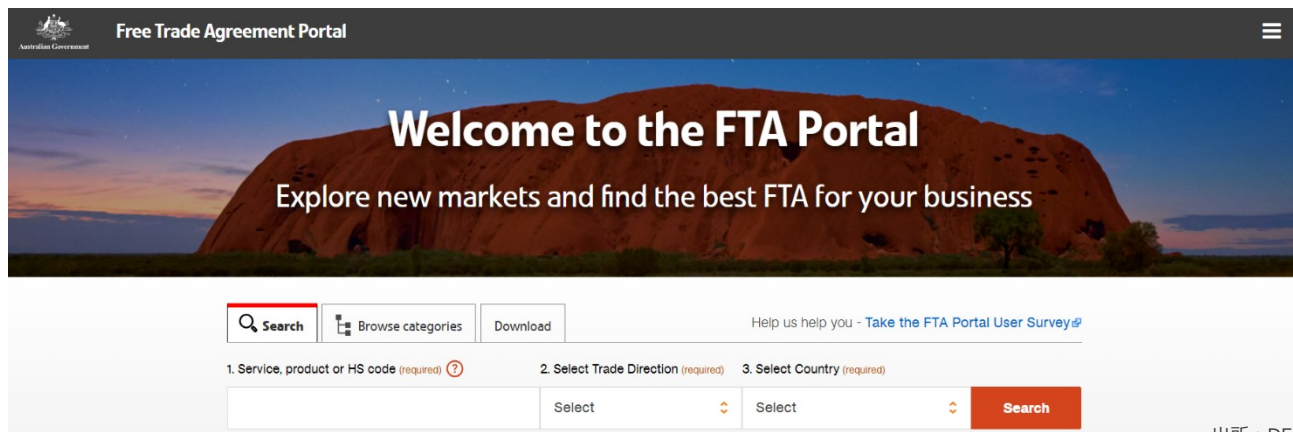 Free Trade Agreement Portal
Australian Government
Welcome to the FTA Portal
Explore new markets and find the best FTA for your business
Search
Browse categories
Download
Help us help you - Take the FTA Portal User Survey
1. Service, product or HS code (required) ?
2. Select Trade Direction (required)
3. Select Country (required)
Select
Select
Search